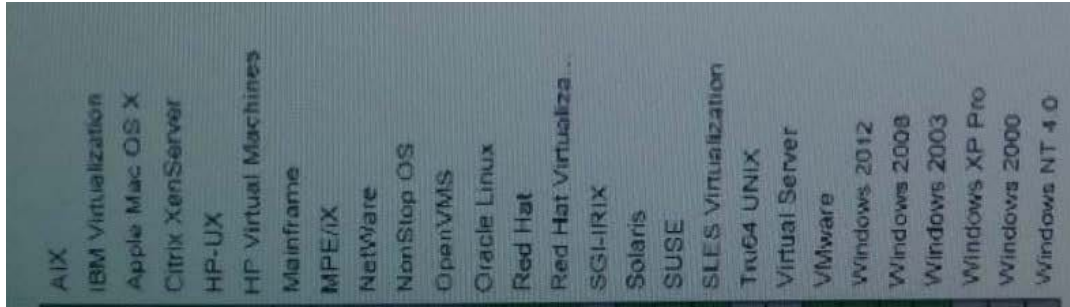 AIX
IBM Virtualization
Apple Mac OS X
Citrix XenServer
HP-UX
HP Virtual Machines
Mainframe
MPE/iX
NetWare
NonStop OS
OpenVMS
Oracle Linux
Red Hat
Red Hat Virtualiza...
SGI-IRIX
Solaris
SUSE
SLES Virtualization
Tru64 UNIX
Virtual Server
VMware
Windows 2012
Windows 2008
Windows 2003
Windows XP Pro
Windows 2000
Windows NT 4.0